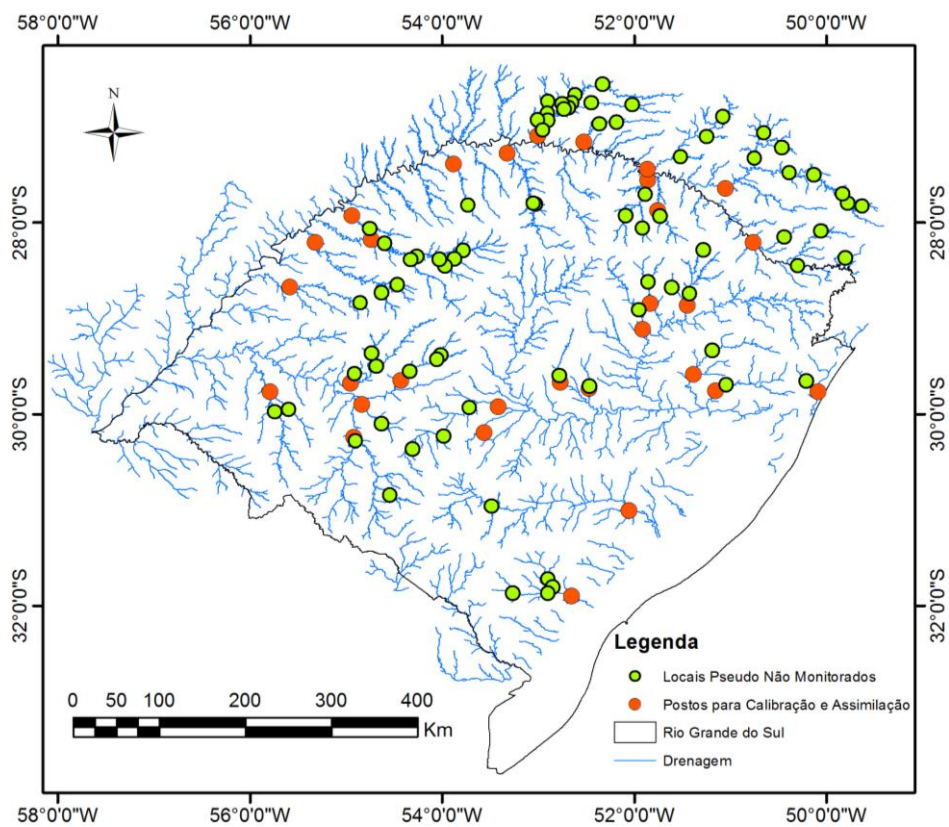 58°0'0"W 56°0'0"W 54°0'0"W 52°0'0"W 50°0'0"W
N
28°0'0"S 28°0'0"S
30°0'0"S 30°0'0"S
32°0'0"S 32°0'0"S
Legenda
Locais Pseudo Não Monitorados
Postos para Calibração e Assimilação
Rio Grande do Sul
Drenagem
0 50 100 200 300 400
Km
58°0'0"W 56°0'0"W 54°0'0"W 52°0'0"W 50°0'0"W